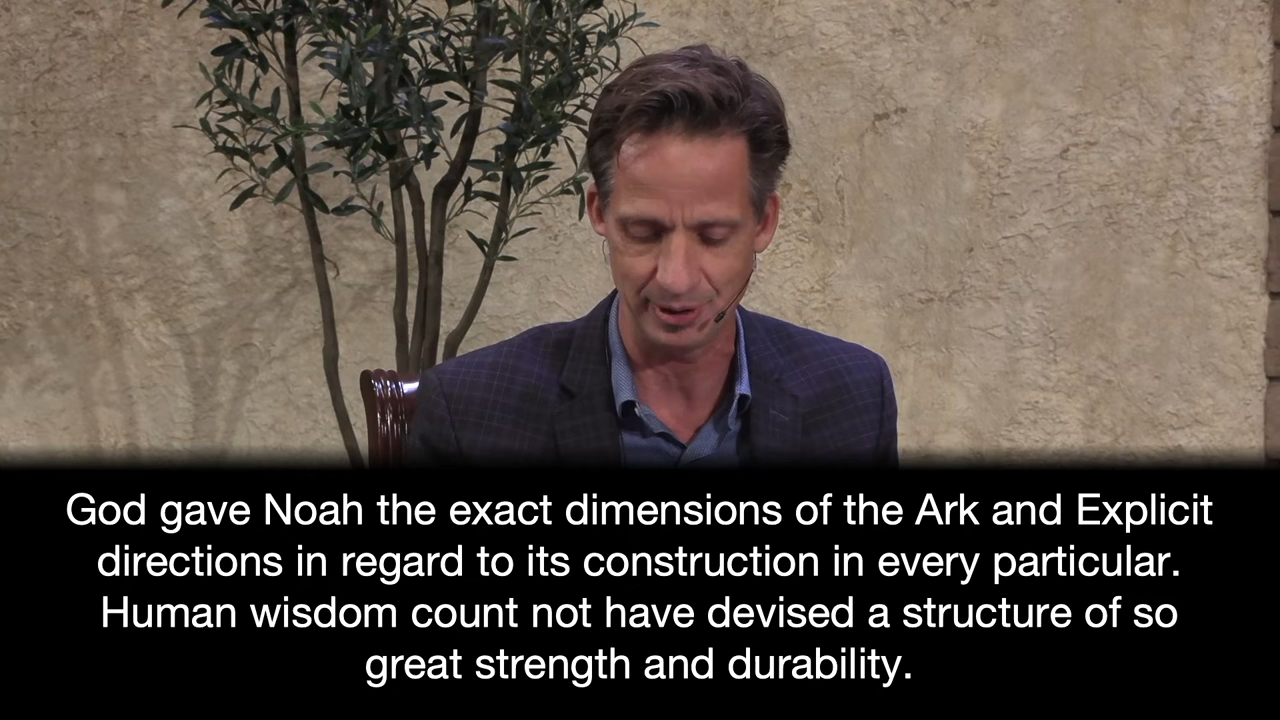 God gave Noah the exact dimensions of the Ark and Explicit
directions in regard to its construction in every particular.
Human wisdom count not have devised a structure of so
great strength and durability.